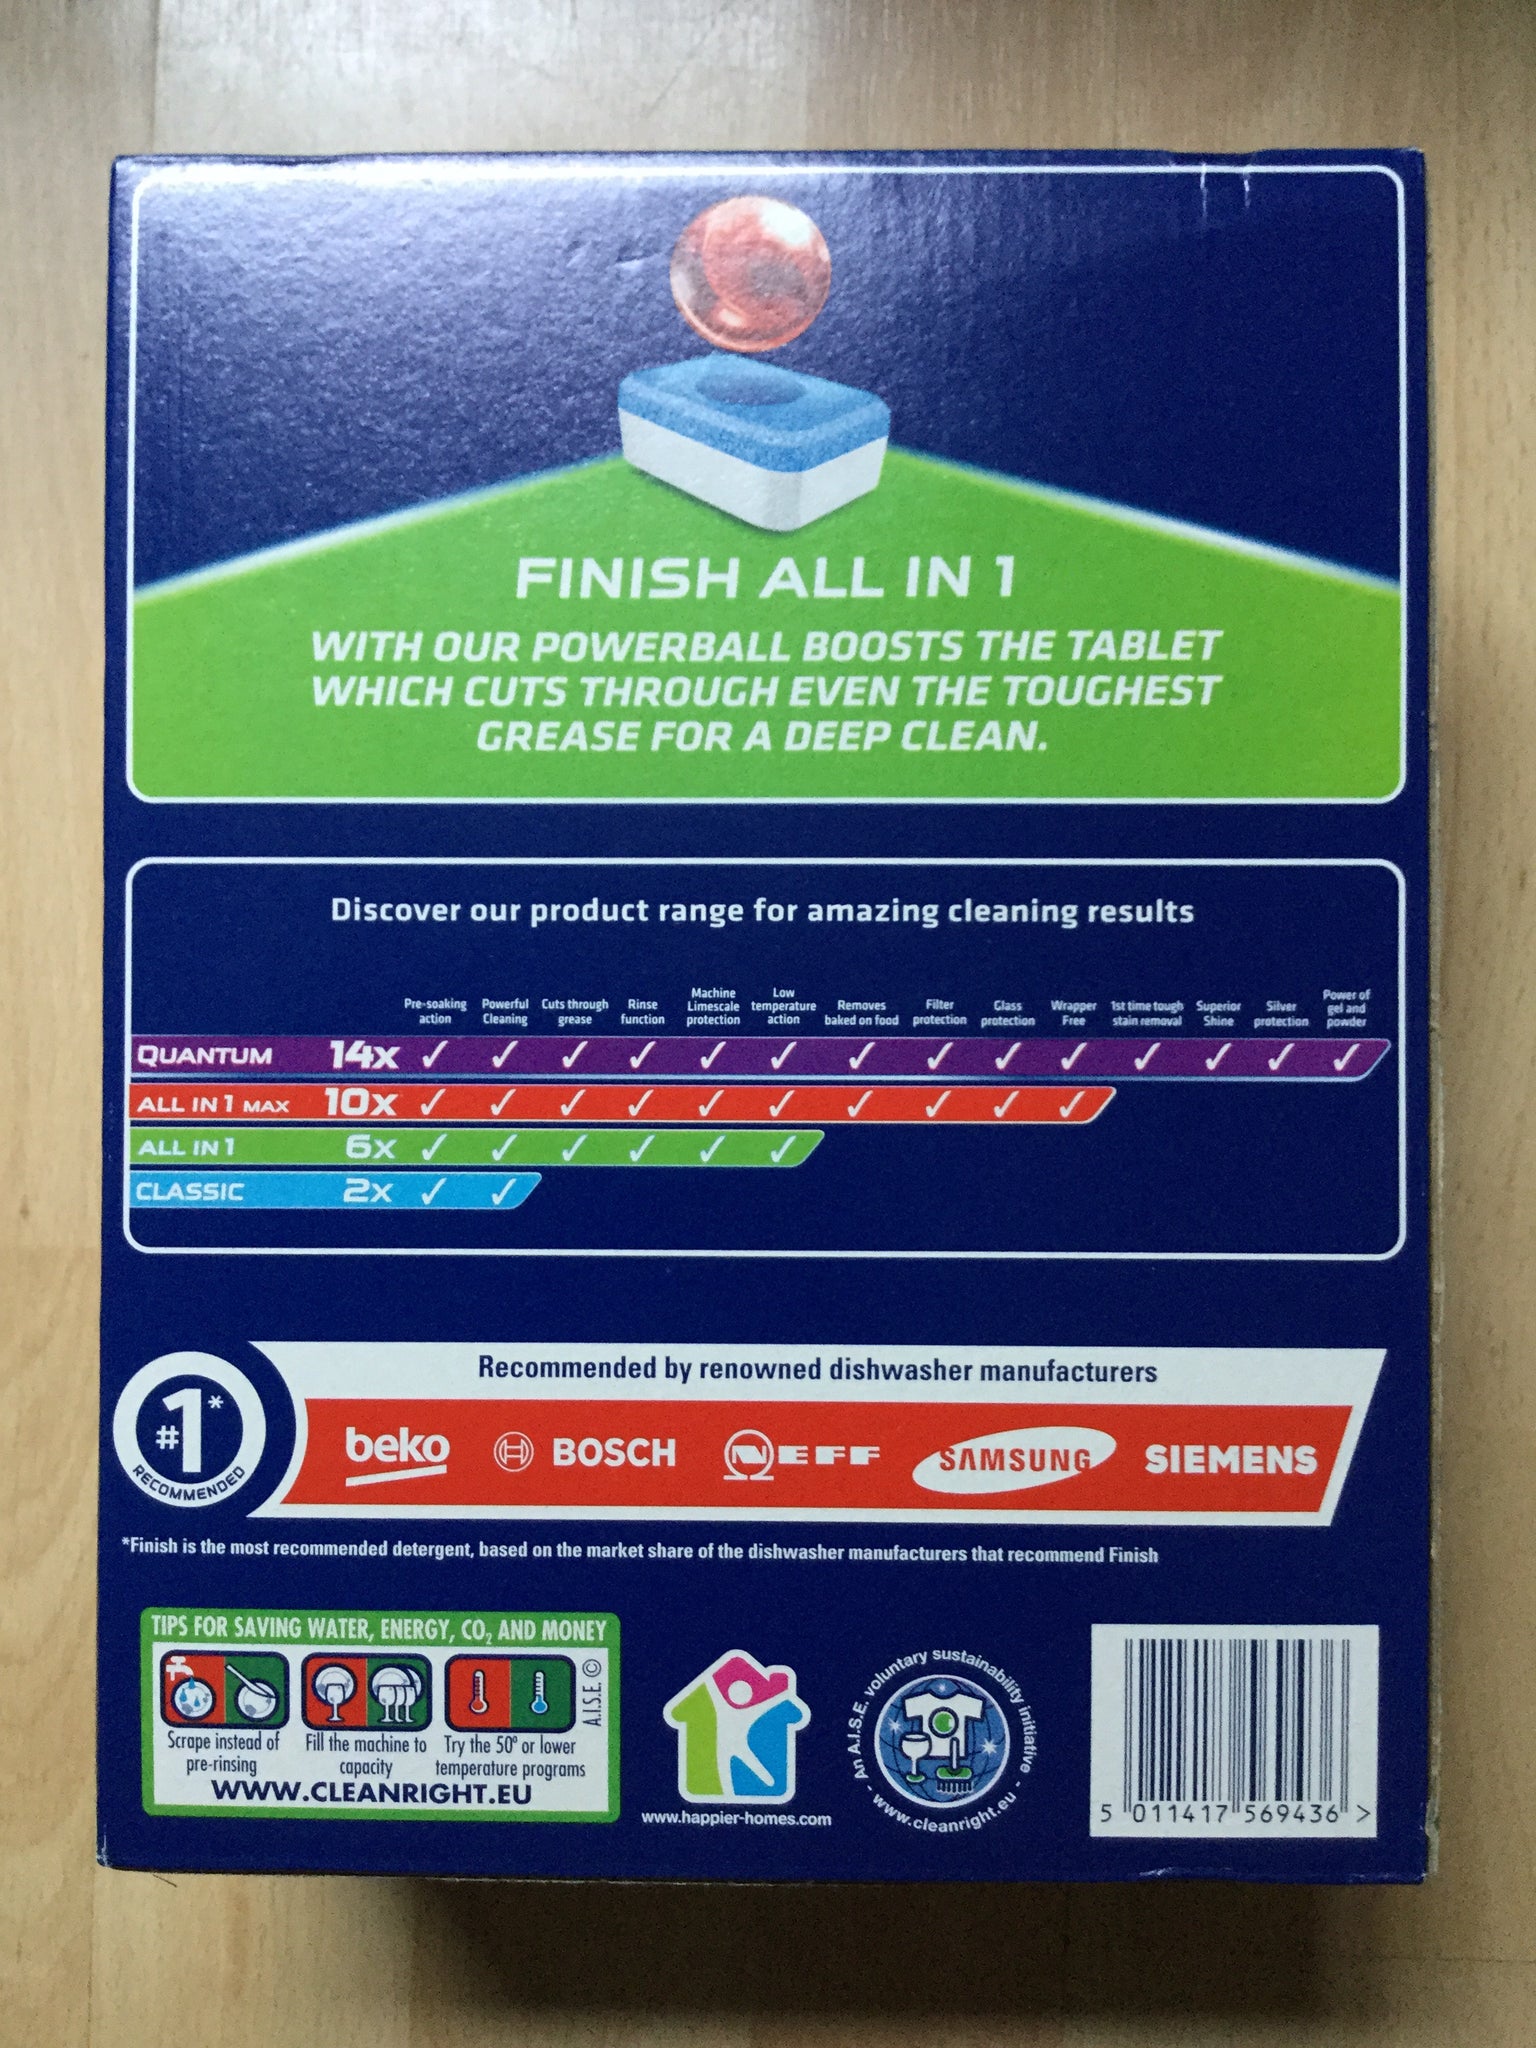 FINISH ALL IN 1
WITH OUR POWERBALL BOOSTS THE TABLET
WHICH CUTS THROUGH EVEN THE TOUGHEST
GREASE FOR A DEEP CLEAN.
Discover our product range for amazing cleaning results
Pre-soaking action
Powerful Cleaning
Cuts through grease
Rinse function
Machine Limescale protection
Low temperature action
Removes baked on food
Filter protection
Glass protection
Wrapper Free
1st time tough stain removal
Superior Shine
Silver protection
Power of gel and powder
QUANTUM 14x ✓ ✓ ✓ ✓ ✓ ✓ ✓ ✓ ✓ ✓ ✓ ✓ ✓ ✓
ALL IN 1 MAX 10x ✓ ✓ ✓ ✓ ✓ ✓ ✓ ✓ ✓ ✓
ALL IN 1 6x ✓ ✓ ✓ ✓ ✓ ✓
CLASSIC 2x ✓ ✓
#1*
RECOMMENDED
Recommended by renowned dishwasher manufacturers
beko BOSCH NEFF SAMSUNG SIEMENS
*Finish is the most recommended detergent, based on the market share of the dishwasher manufacturers that recommend Finish
TIPS FOR SAVING WATER, ENERGY, CO₂ AND MONEY
Scrape instead of
pre-rinsing
Fill the machine to
capacity
Try the 50° or lower
temperature programs
A.I.S.E. ©
WWW.CLEANRIGHT.EU
www.happier-homes.com
- An A.I.S.E. voluntary sustainability initiative -
www.cleanright.eu
5 011417 569436 >